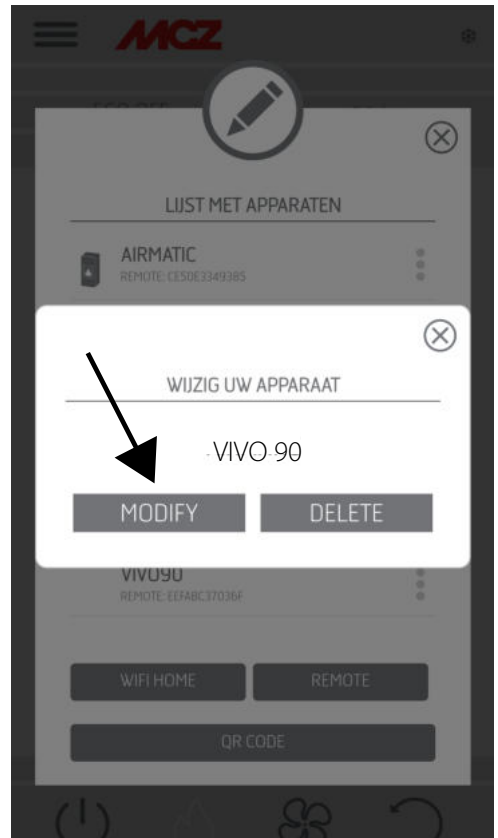 MCZ
LIJST MET APPARATEN
AIRMATIC
REMOTE: CE50E3349385
WIJZIG UW APPARAAT
VIVO 90
MODIFY DELETE
VIVO90
REMOTE: EEFABC37036F
WIFI HOME REMOTE
QR CODE